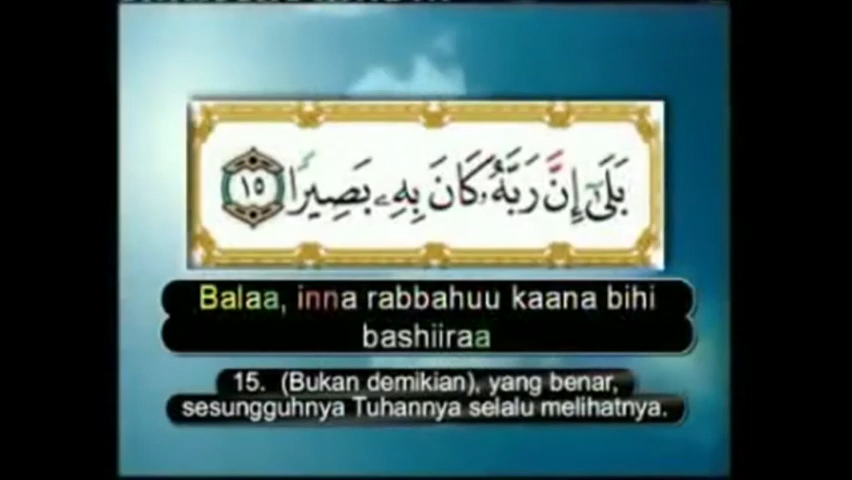 بَلَىٰٓ إِنَّ رَبَّهُۥ كَانَ بِهِۦ بَصِيرًا ١٥
Balaa, inna rabbahuu kaana bihi
bashiiraa
15. (Bukan demikian), yang benar,
sesungguhnya Tuhannya selalu melihatnya.